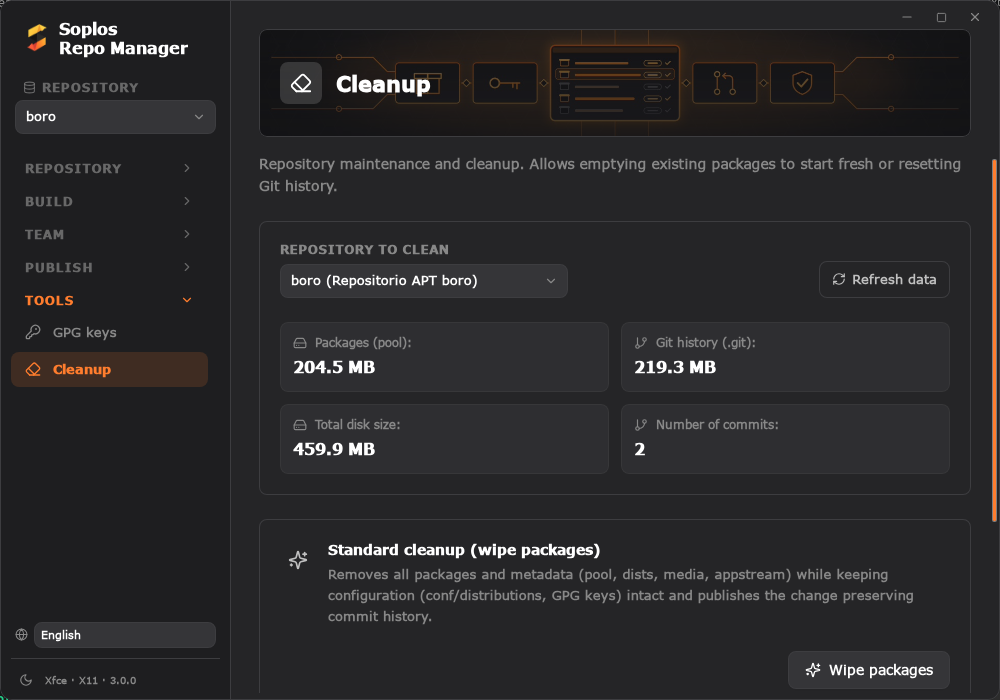 Soplos
Repo Manager
REPOSITORY
boro
REPOSITORY
BUILD
TEAM
PUBLISH
TOOLS
GPG keys
Cleanup
English
Xfce · X11 · 3.0.0
Cleanup
Repository maintenance and cleanup. Allows emptying existing packages to start fresh or resetting
Git history.
REPOSITORY TO CLEAN
boro (Repositorio APT boro)
Refresh data
Packages (pool):
204.5 MB
Git history (.git):
219.3 MB
Total disk size:
459.9 MB
Number of commits:
2
Standard cleanup (wipe packages)
Removes all packages and metadata (pool, dists, media, appstream) while keeping
configuration (conf/distributions, GPG keys) intact and publishes the change preserving
commit history.
Wipe packages